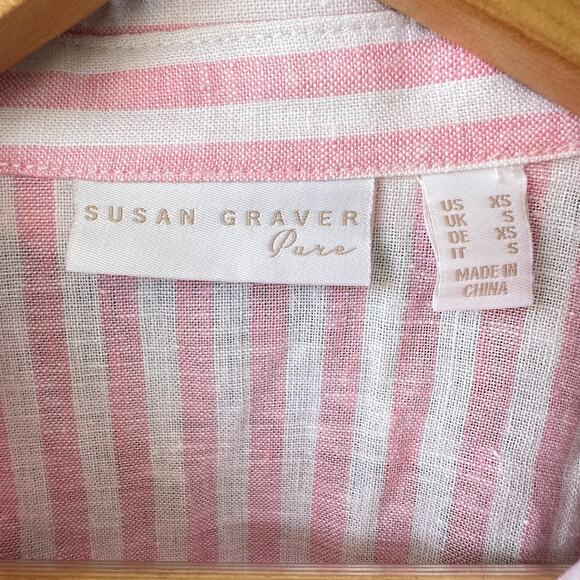 SUSAN GRAVER
Pure
US XS
UK S
DE XS
IT S
MADE IN
CHINA